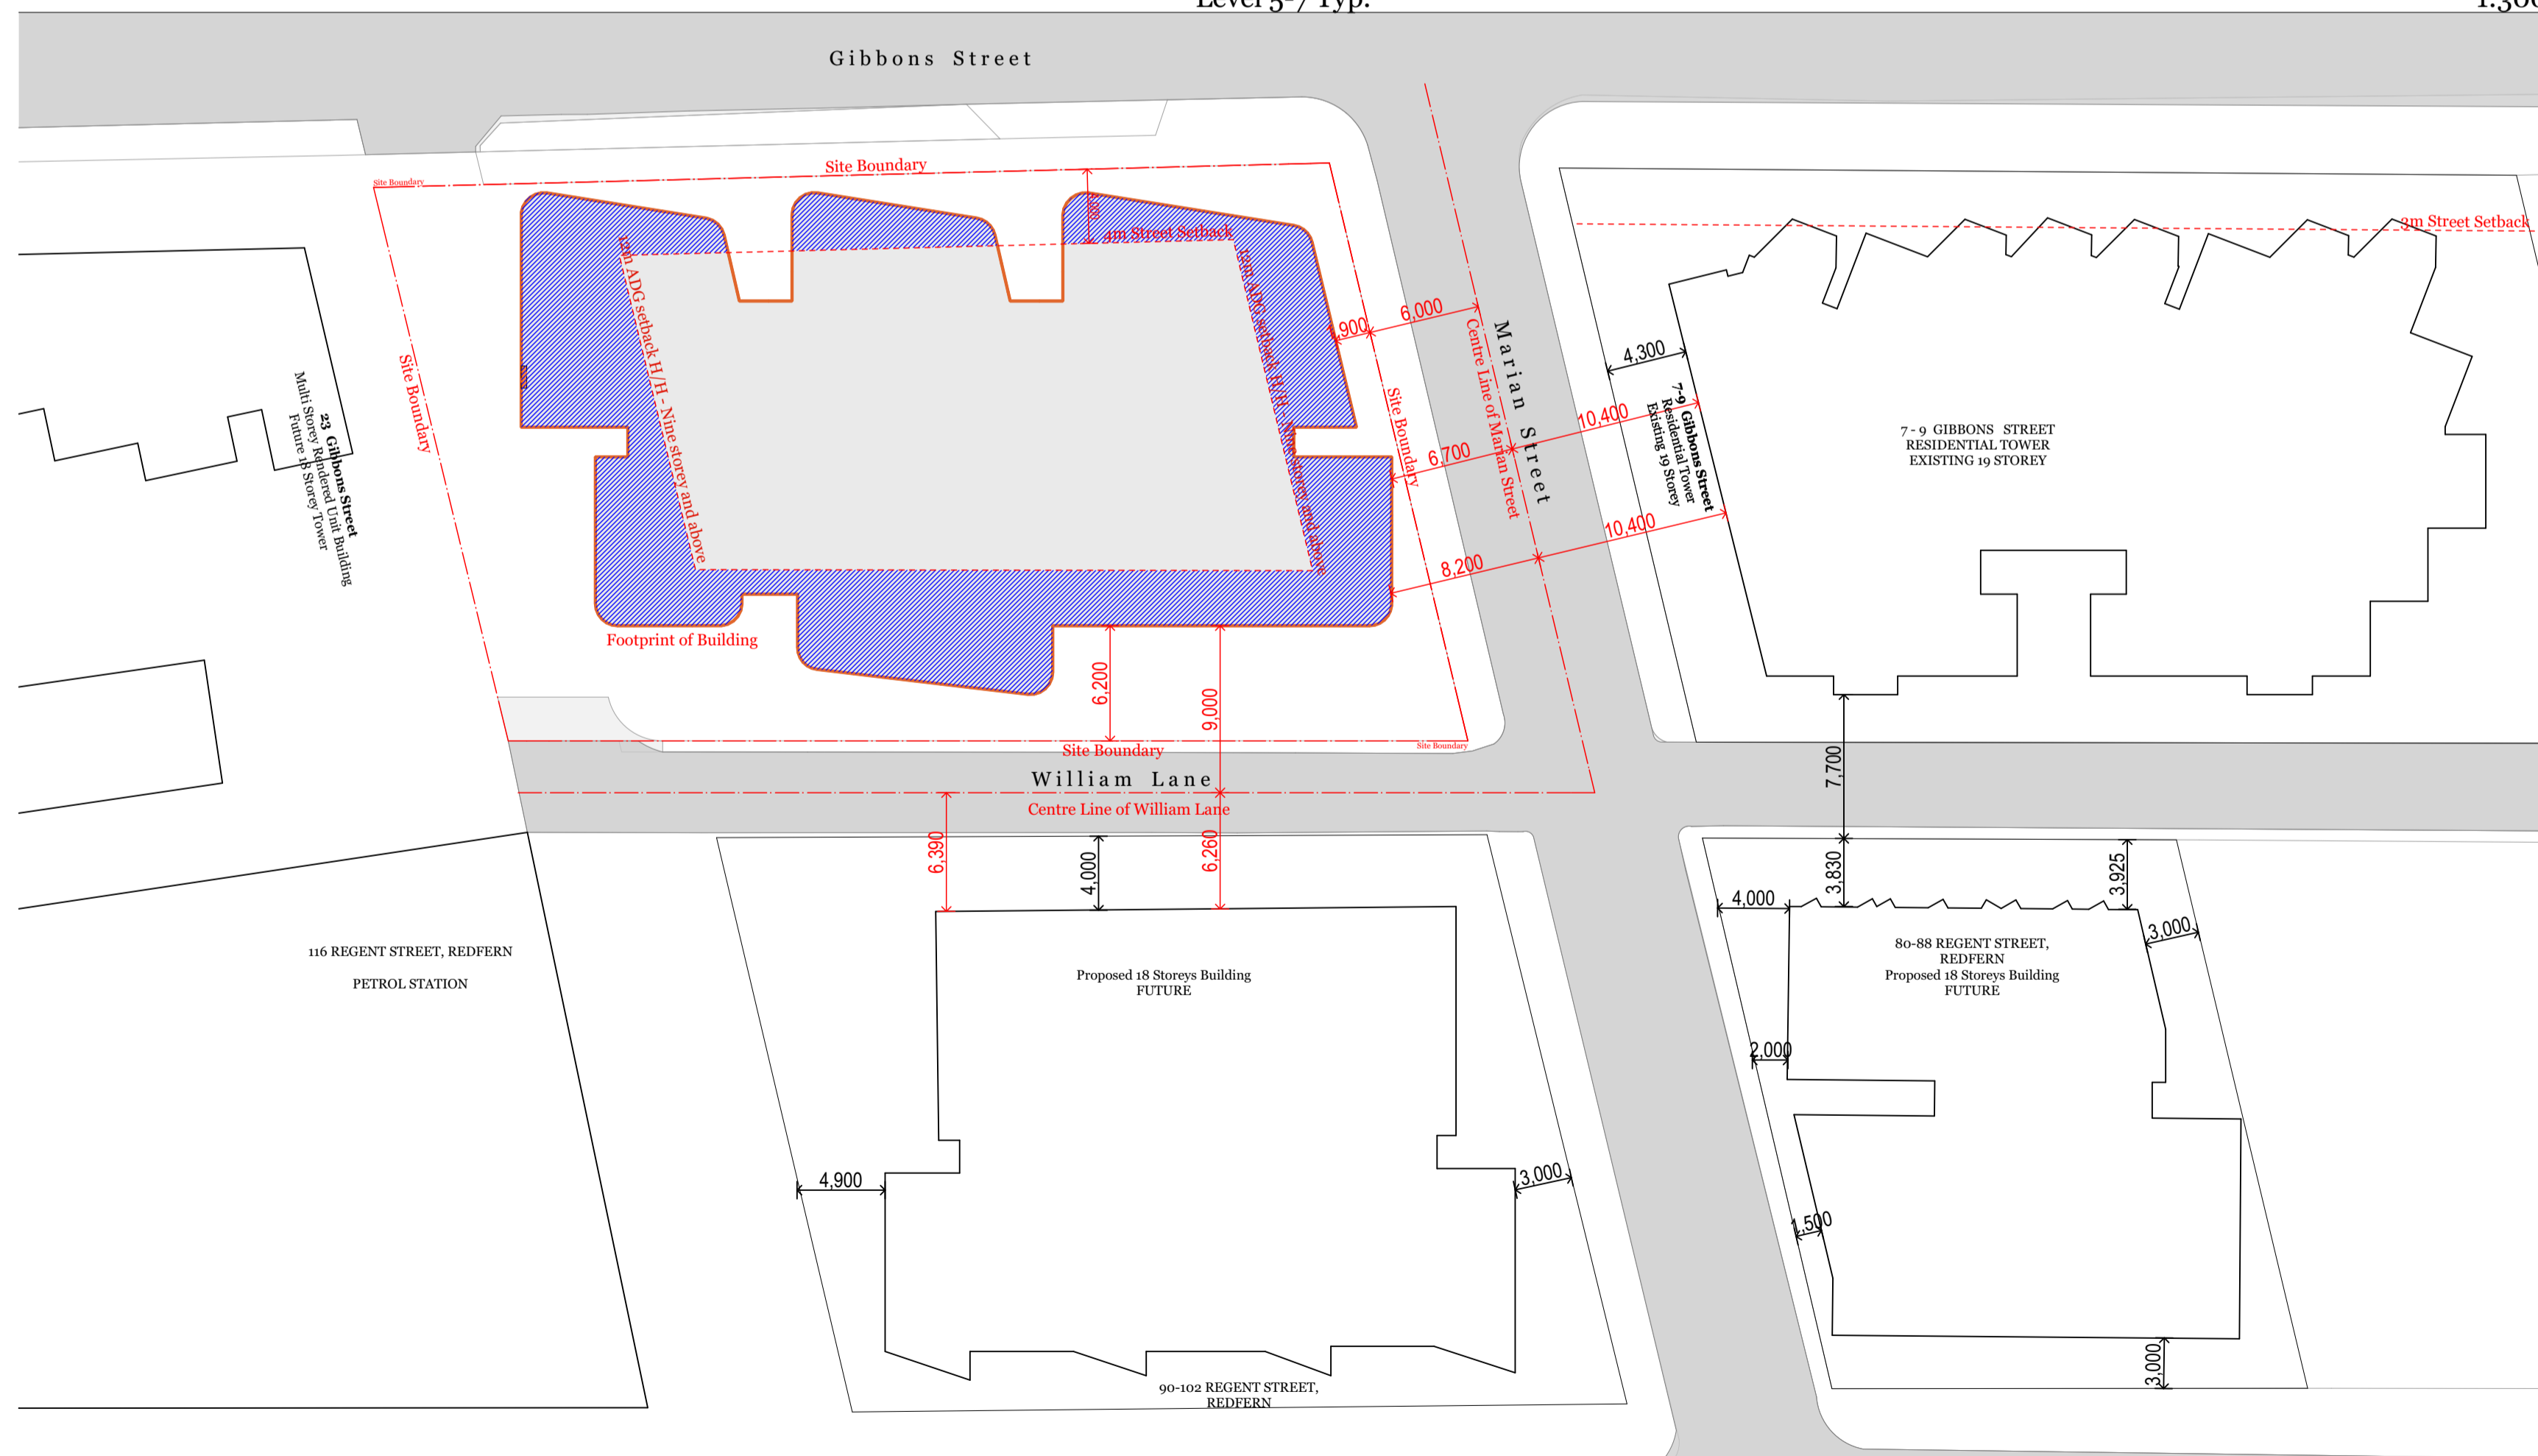 Level 5-7 Typ.
Gibbons Street
Site Boundary
Site Boundary
4m Street Setback
3m Street Setback
12m ADG setback H/H - Nine storey and above
12m ADG setback H/H - Nine storey and above
Site Boundary
Site Boundary
6,000
Centre Line of Marian Street
Marian Street
4,300
10,400
6,700
10,400
8,200
7-9 Gibbons Street
Residential Tower
Existing 19 Storey
7 - 9 GIBBONS STREET
RESIDENTIAL TOWER
EXISTING 19 STOREY
23 Gibbons Street
Multi Storey Rendered Unit Building
Future 18 Storey Tower
Footprint of Building
6,200
9,000
Site Boundary
Site Boundary
William Lane
Centre Line of William Lane
7,700
6,390
4,000
6,260
3,830
3,925
4,000
3,000
116 REGENT STREET, REDFERN
PETROL STATION
Proposed 18 Storeys Building
FUTURE
80-88 REGENT STREET,
REDFERN
Proposed 18 Storeys Building
FUTURE
2,000
4,900
3,000
1,500
3,000
90-102 REGENT STREET,
REDFERN